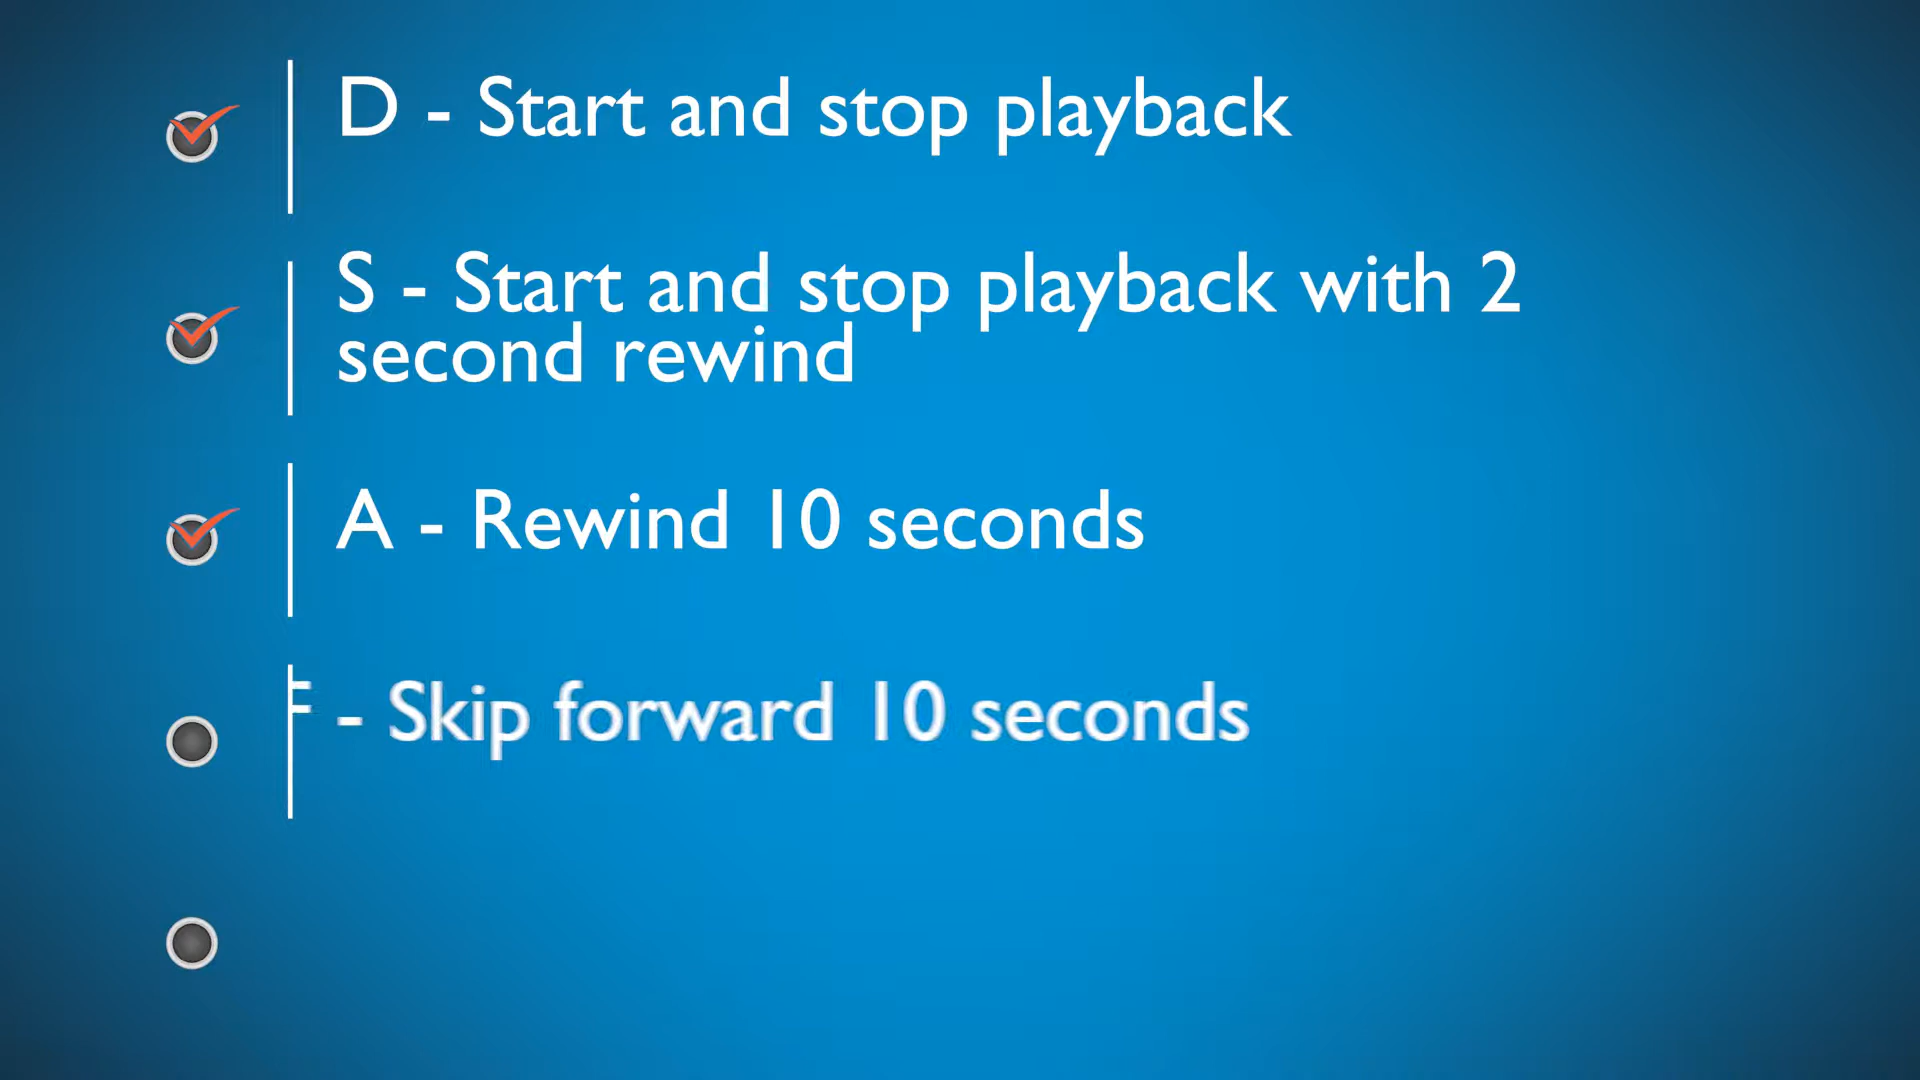 D - Start and stop playback
S - Start and stop playback with 2
second rewind
A - Rewind 10 seconds
F - Skip forward 10 seconds